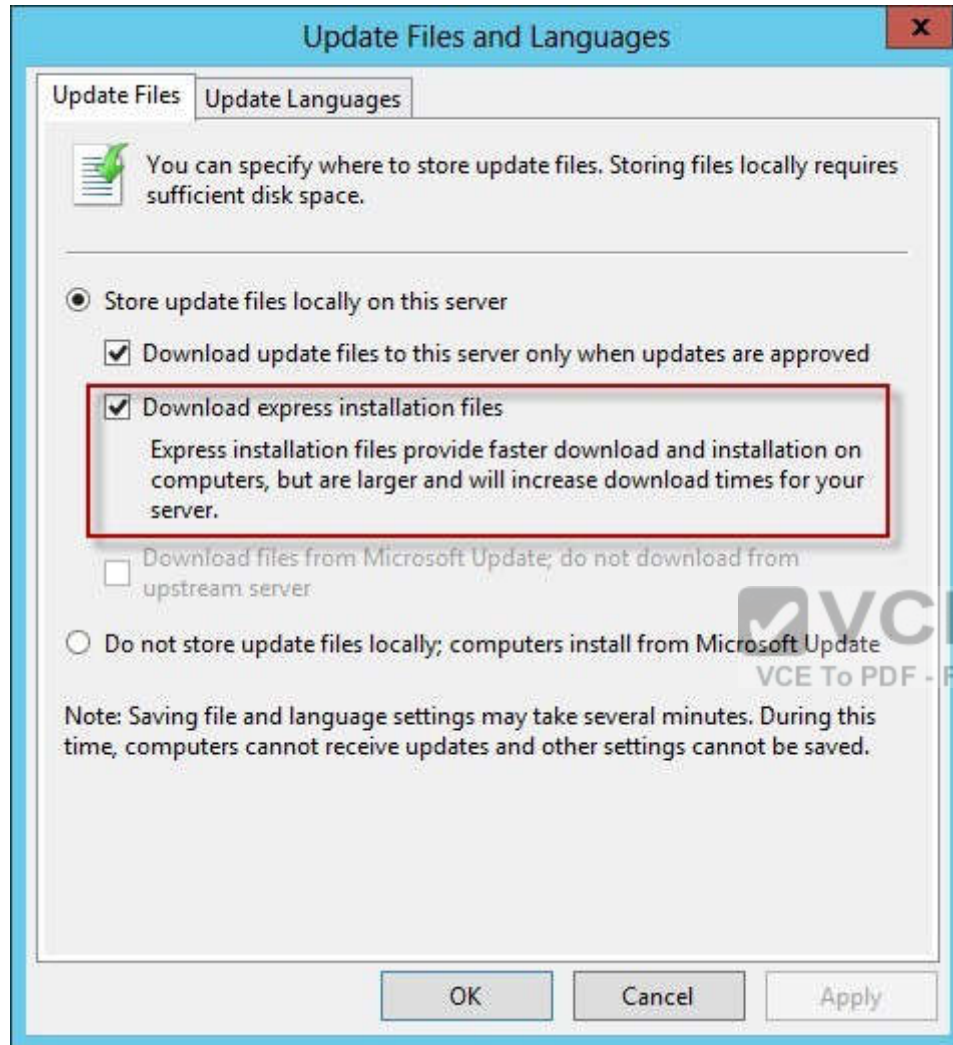 Update Files and Languages
x
Update Files
Update Languages
You can specify where to store update files. Storing files locally requires
sufficient disk space.
Store update files locally on this server
Download update files to this server only when updates are approved
Download express installation files
Express installation files provide faster download and installation on
computers, but are larger and will increase download times for your
server.
Download files from Microsoft Update; do not download from
upstream server
Do not store update files locally; computers install from Microsoft Update
VC
VCE To PDF -
Note: Saving file and language settings may take several minutes. During this
time, computers cannot receive updates and other settings cannot be saved.
OK
Cancel
Apply